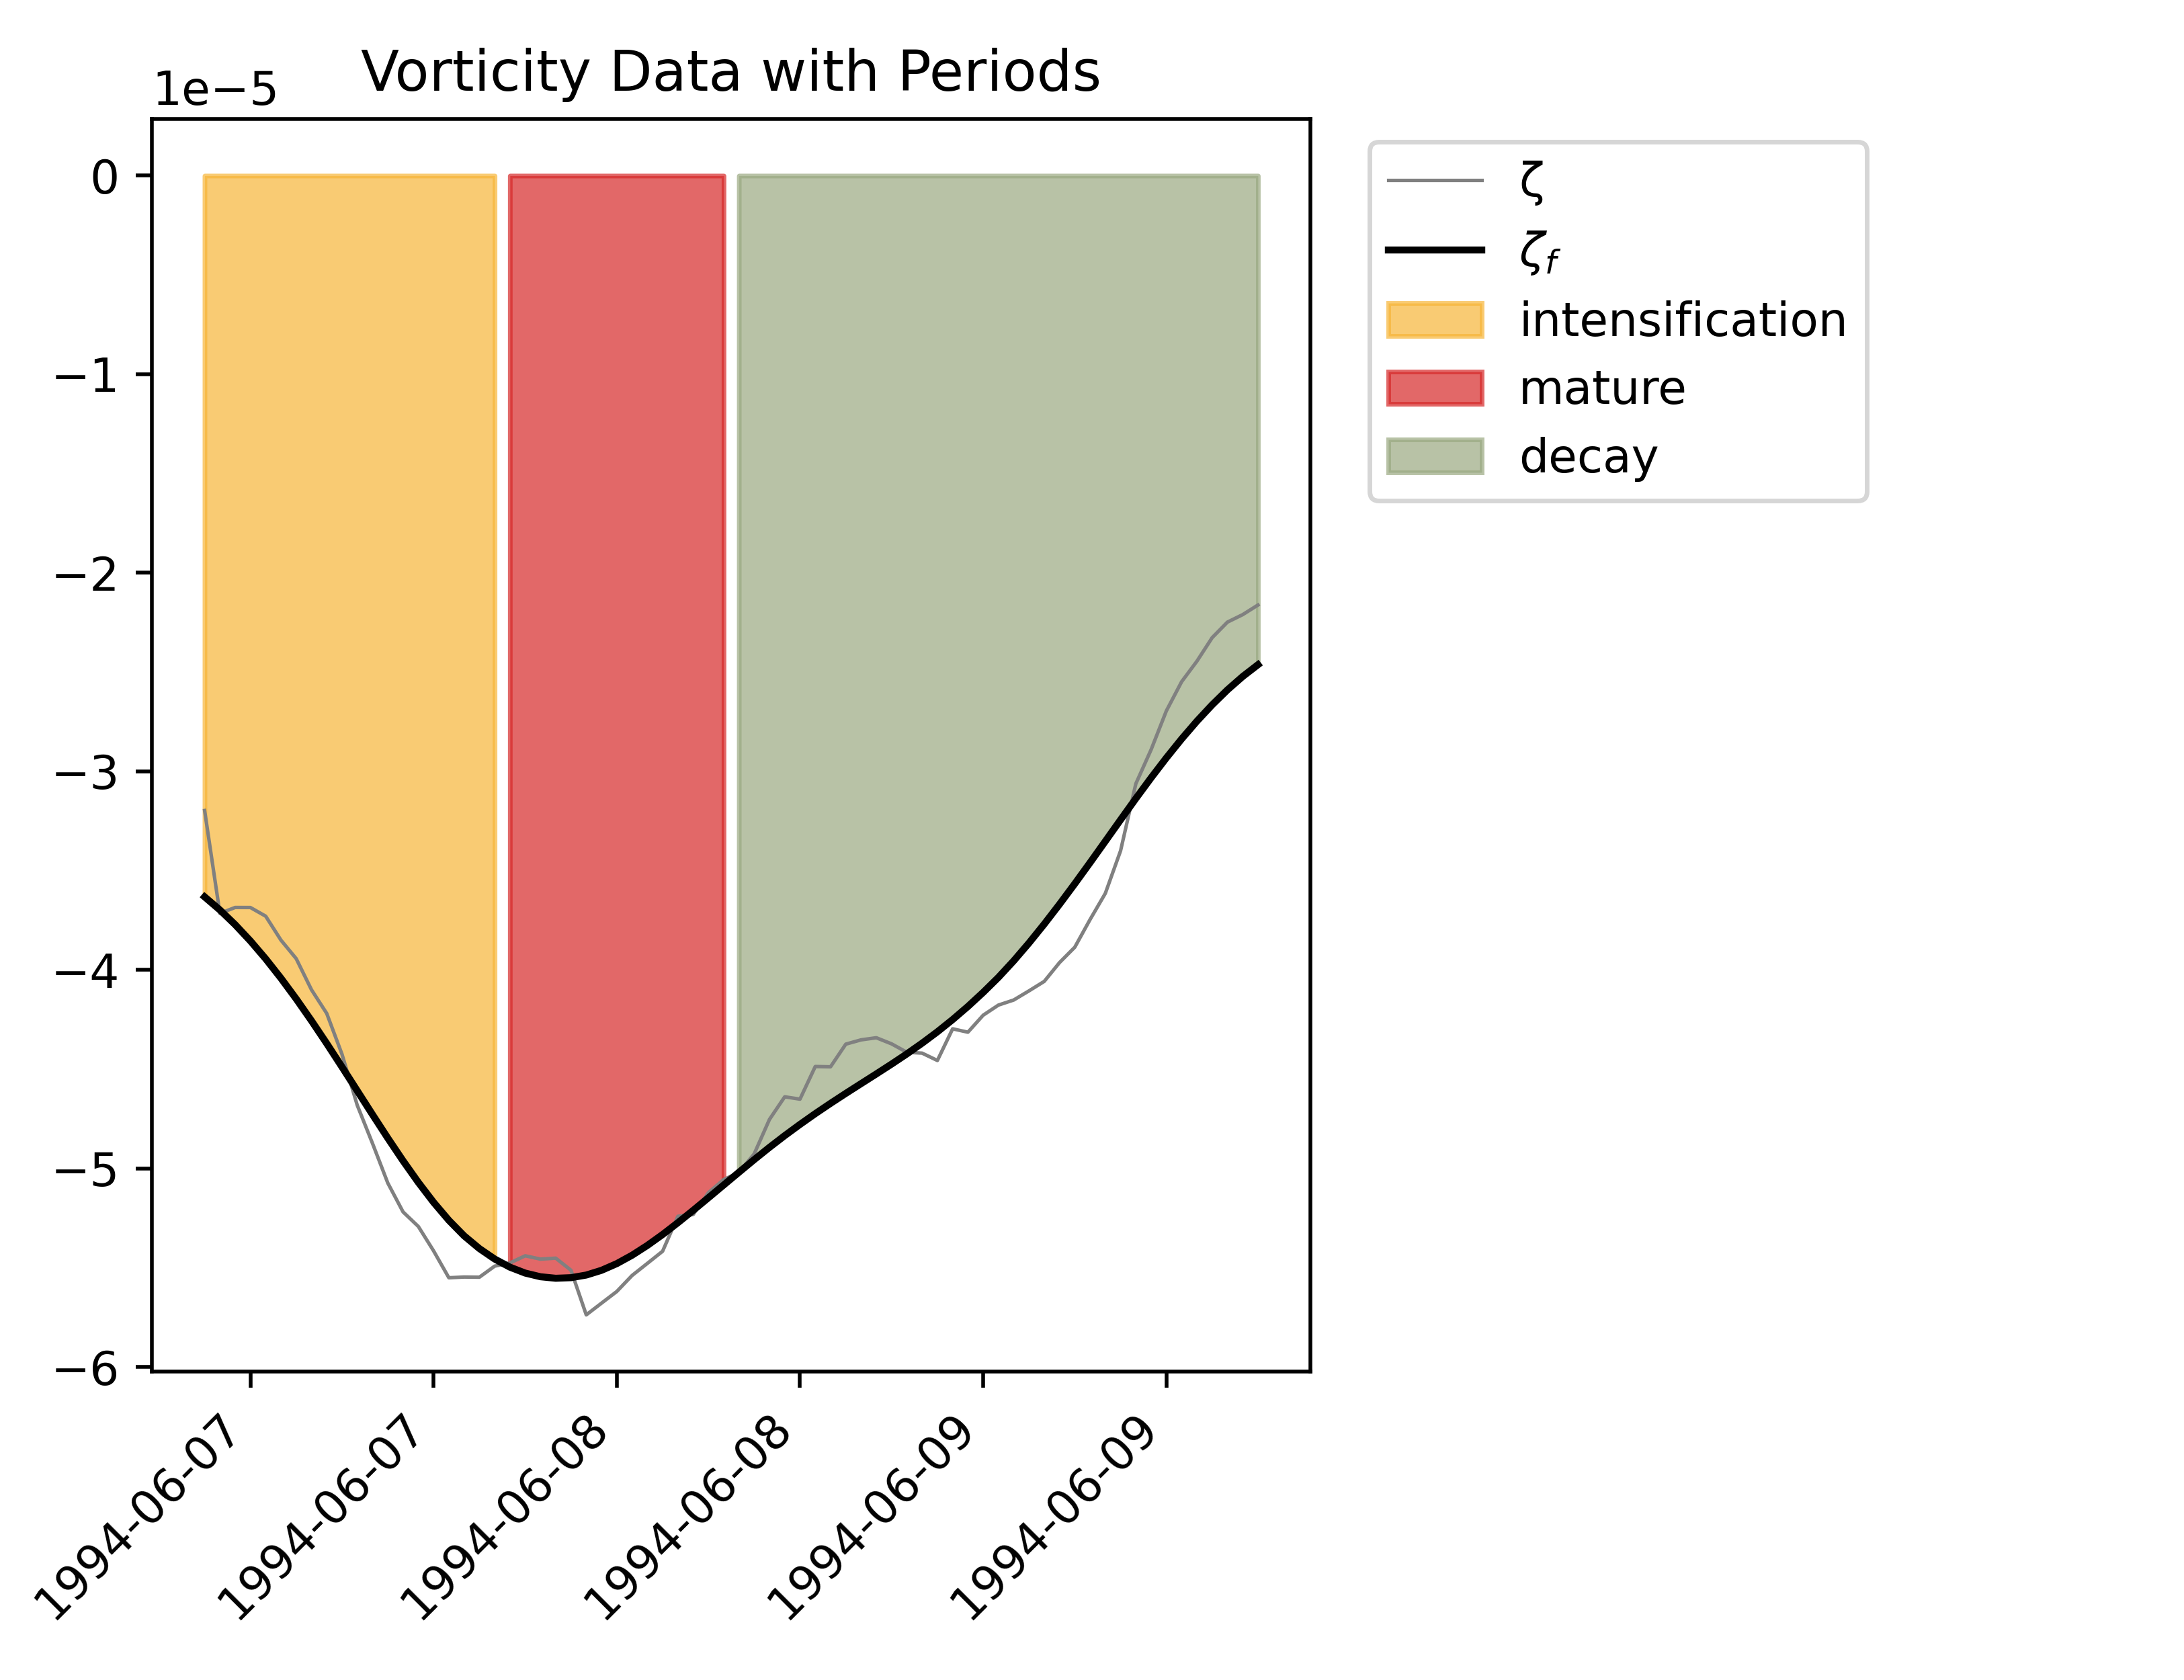 Vorticity Data with Periods
1e−5
0
−1
−2
−3
−4
−5
−6
1994-06-07
1994-06-07
1994-06-08
1994-06-08
1994-06-09
1994-06-09
ζ
ζf
intensification
mature
decay